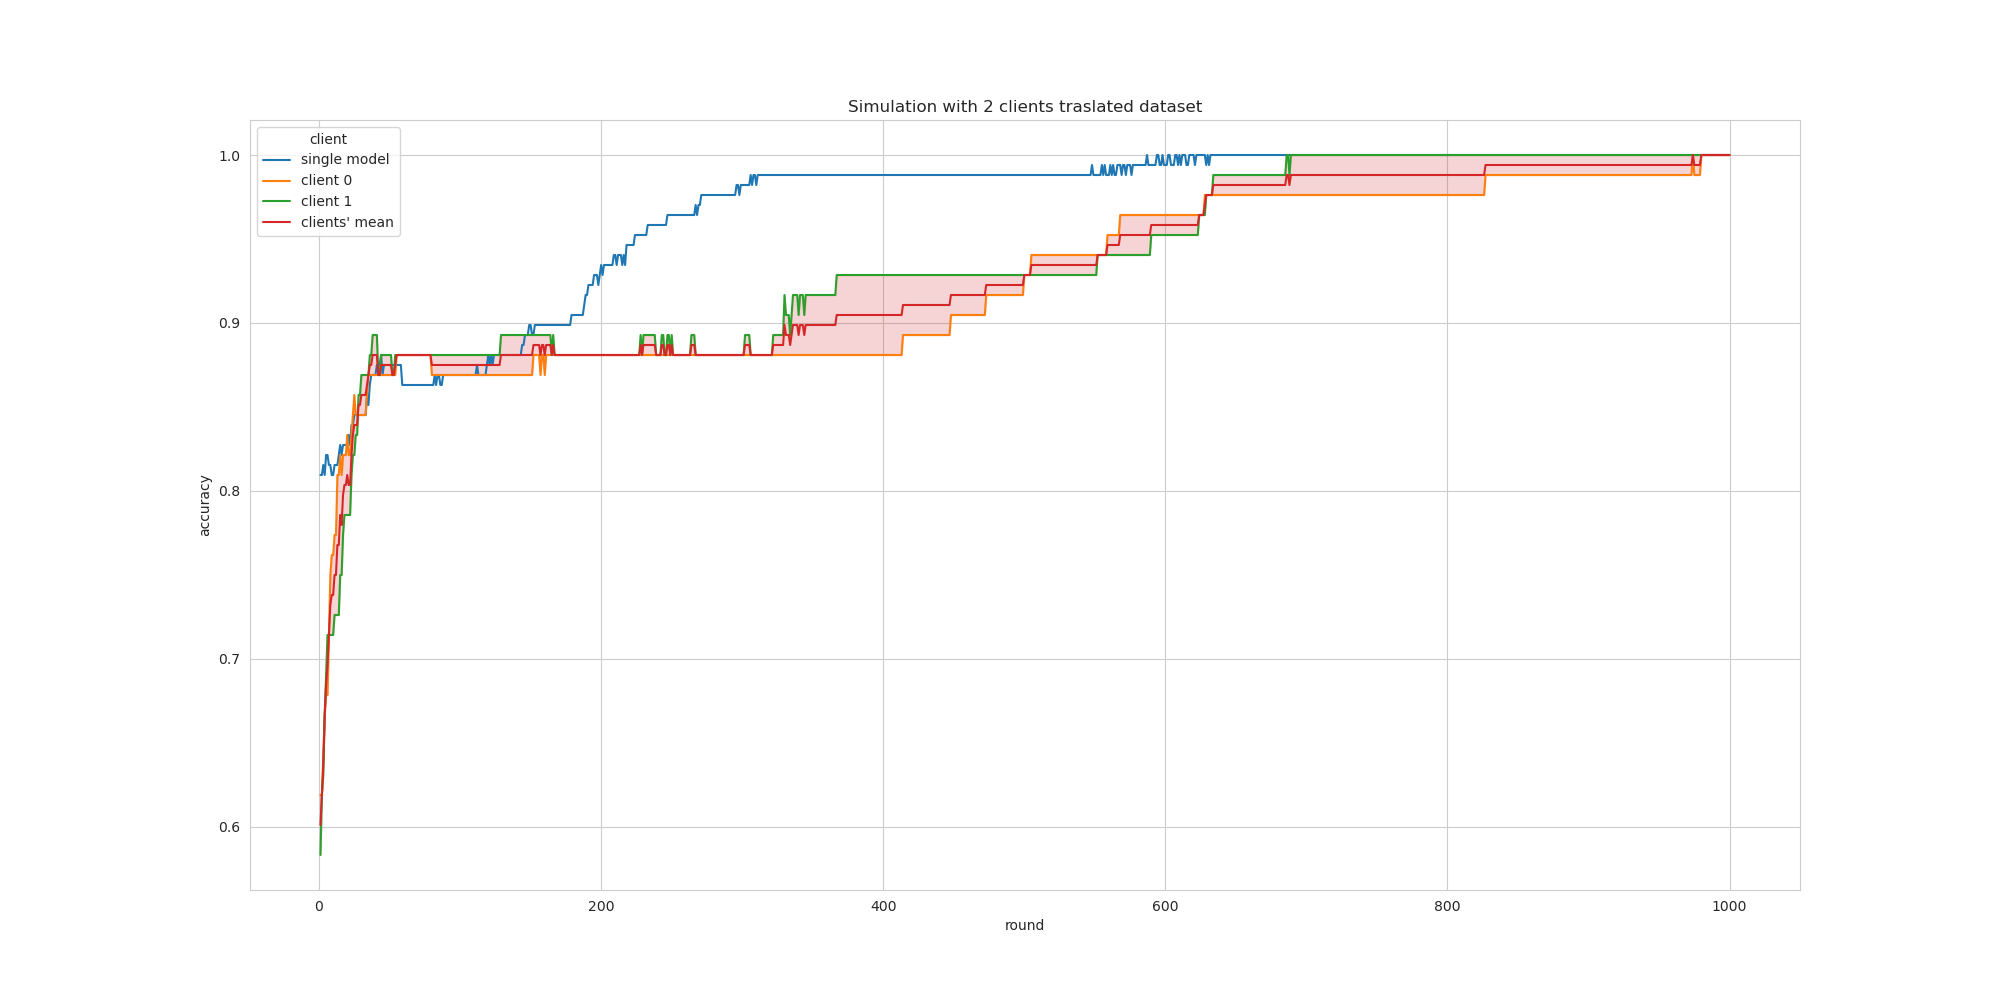 Simulation with 2 clients traslated dataset
client
single model
client 0
client 1
clients' mean
1.0
0.9
0.8
0.7
0.6
accuracy
0 200 400 600 800 1000
round